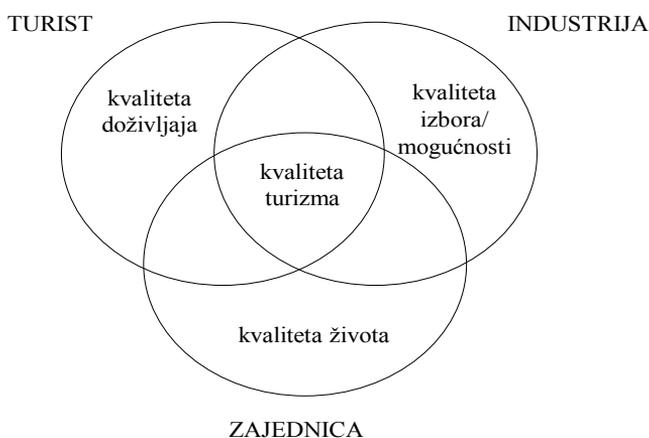 TURIST
INDUSTRIJA
kvaliteta
doživljaja
kvaliteta
izbora/
mogućnosti
kvaliteta
turizma
kvaliteta života
ZAJEDNICA